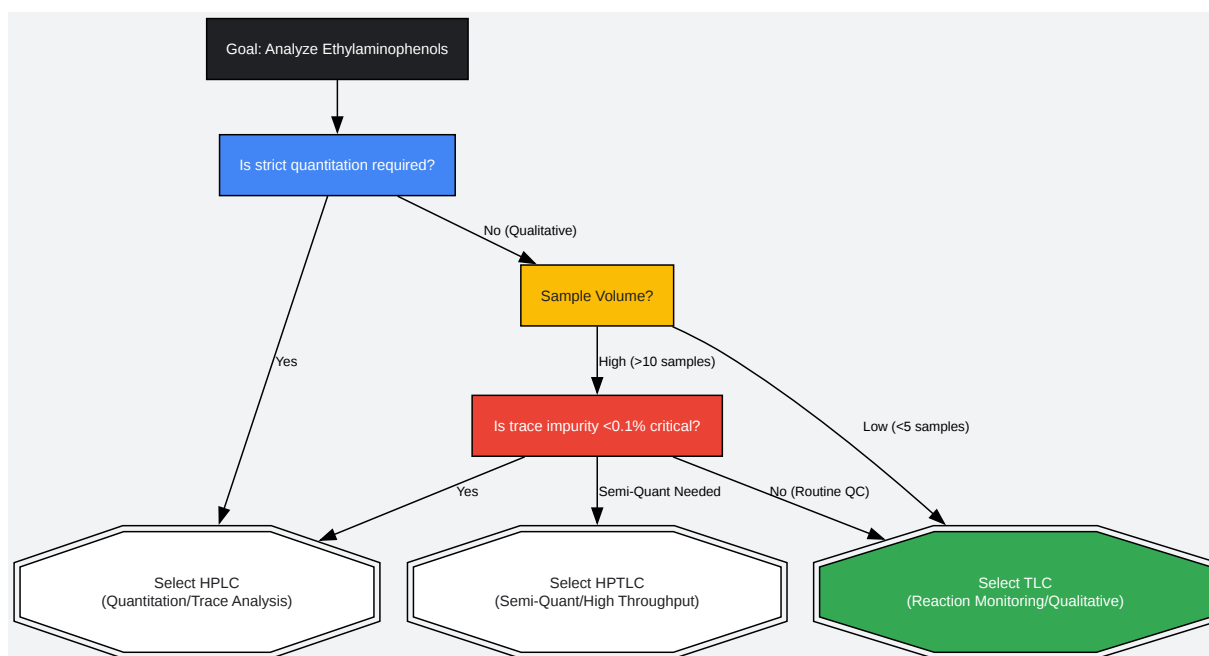 Goal: Analyze Ethylaminophenols
Is strict quantitation required?
No (Qualitative)
Sample Volume?
Yes
High (>10 samples)
Is trace impurity <0.1% critical?
Low (<5 samples)
Yes
Semi-Quant Needed
No (Routine QC)
Select HPLC
(Quantitation/Trace Analysis)
Select HPTLC
(Semi-Quant/High Throughput)
Select TLC
(Reaction Monitoring/Qualitative)